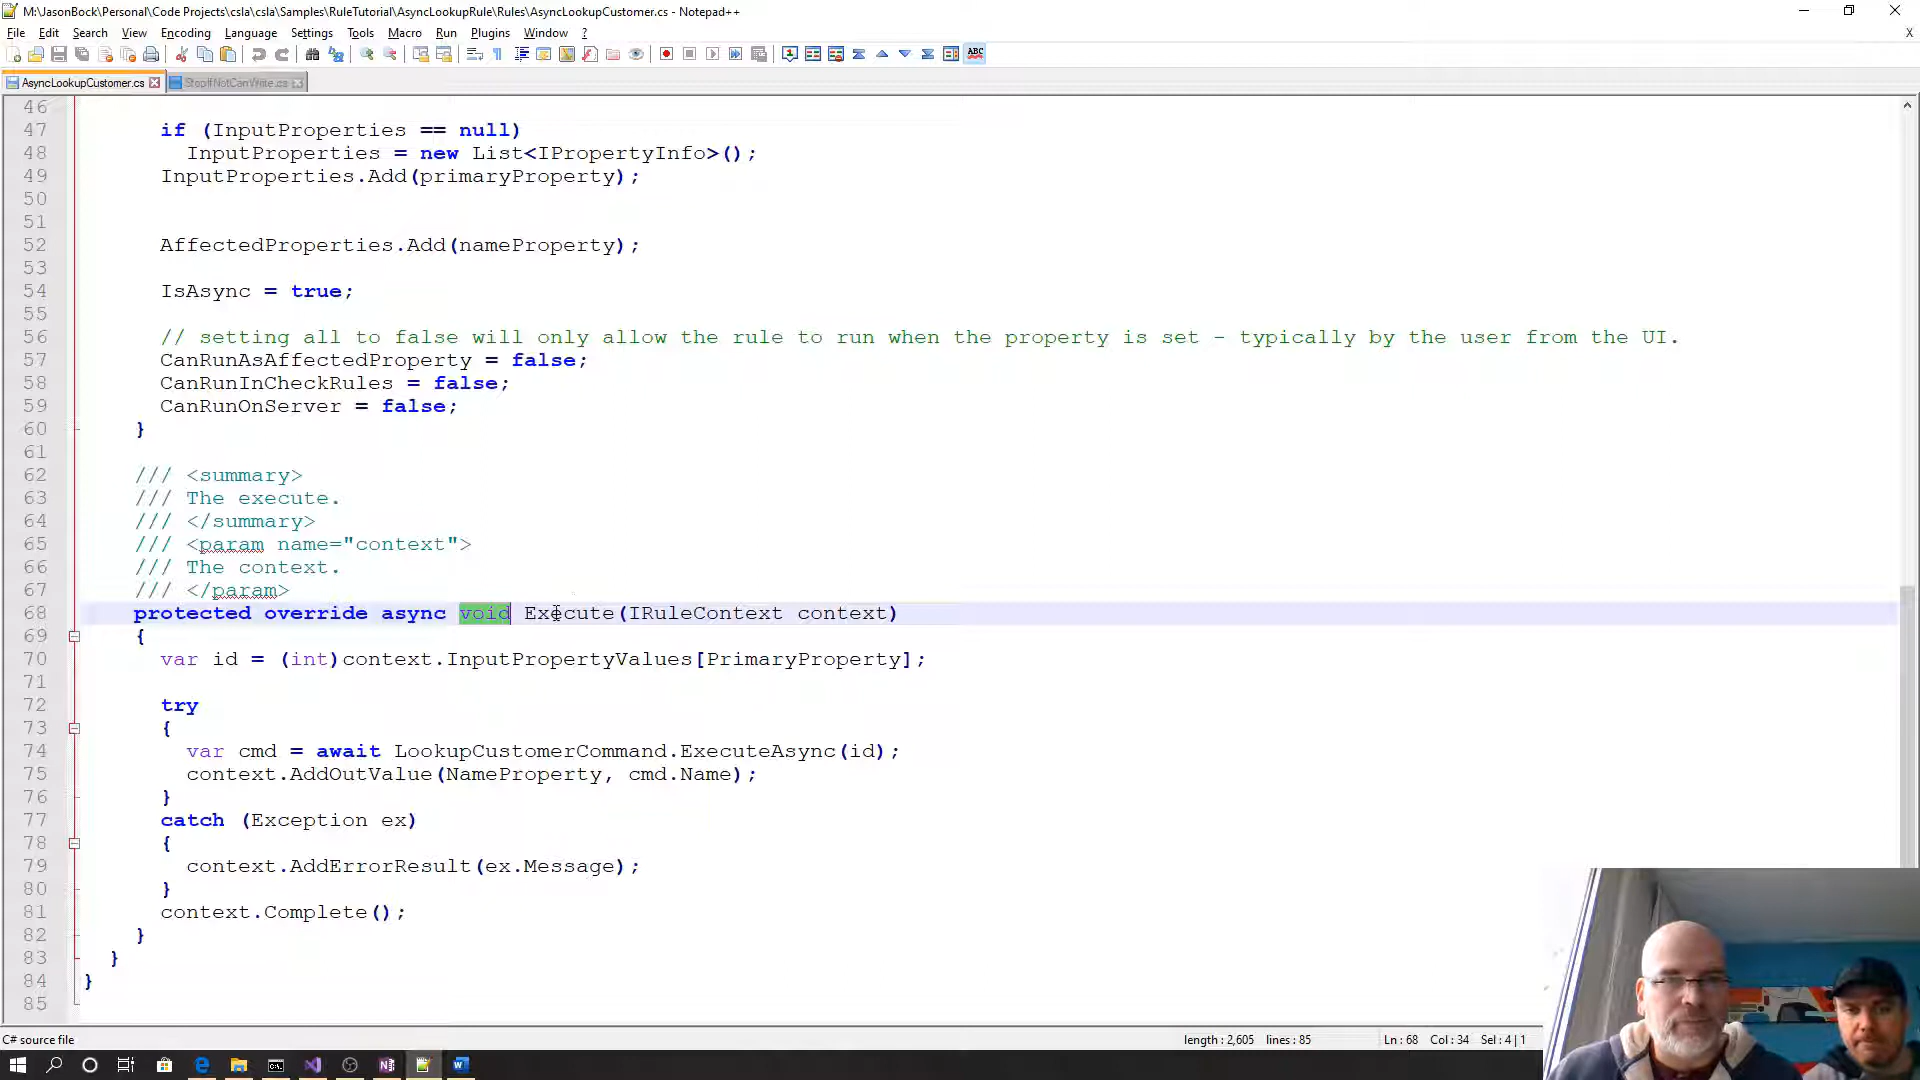 M:\JasonBock\Personal\Code Projects\csla\csla\Samples\RuleTutorial\AsyncLookupRule\Rules\AsyncLookupCustomer.cs - Notepad++
File Edit Search View Encoding Language Settings Tools Macro Run Plugins Window ? X
AsyncLookupCustomer.cs StopIfNotCanWrite.cs
46
47 if (InputProperties == null)
48 InputProperties = new List<IPropertyInfo>();
49 InputProperties.Add(primaryProperty);
50
51
52 AffectedProperties.Add(nameProperty);
53
54 IsAsync = true;
55
56 // setting all to false will only allow the rule to run when the property is set - typically by the user from the UI.
57 CanRunAsAffectedProperty = false;
58 CanRunInCheckRules = false;
59 CanRunOnServer = false;
60 }
61
62 /// <summary>
63 /// The execute.
64 /// </summary>
65 /// <param name="context">
66 /// The context.
67 /// </param>
68 protected override async void Execute(IRuleContext context)
69 {
70 var id = (int)context.InputPropertyValues[PrimaryProperty];
71
72 try
73 {
74 var cmd = await LookupCustomerCommand.ExecuteAsync(id);
75 context.AddOutValue(NameProperty, cmd.Name);
76 }
77 catch (Exception ex)
78 {
79 context.AddErrorResult(ex.Message);
80 }
81 context.Complete();
82 }
83 }
84 }
85
C# source file length : 2,605 lines : 85 Ln : 68 Col : 34 Sel : 4 | 1